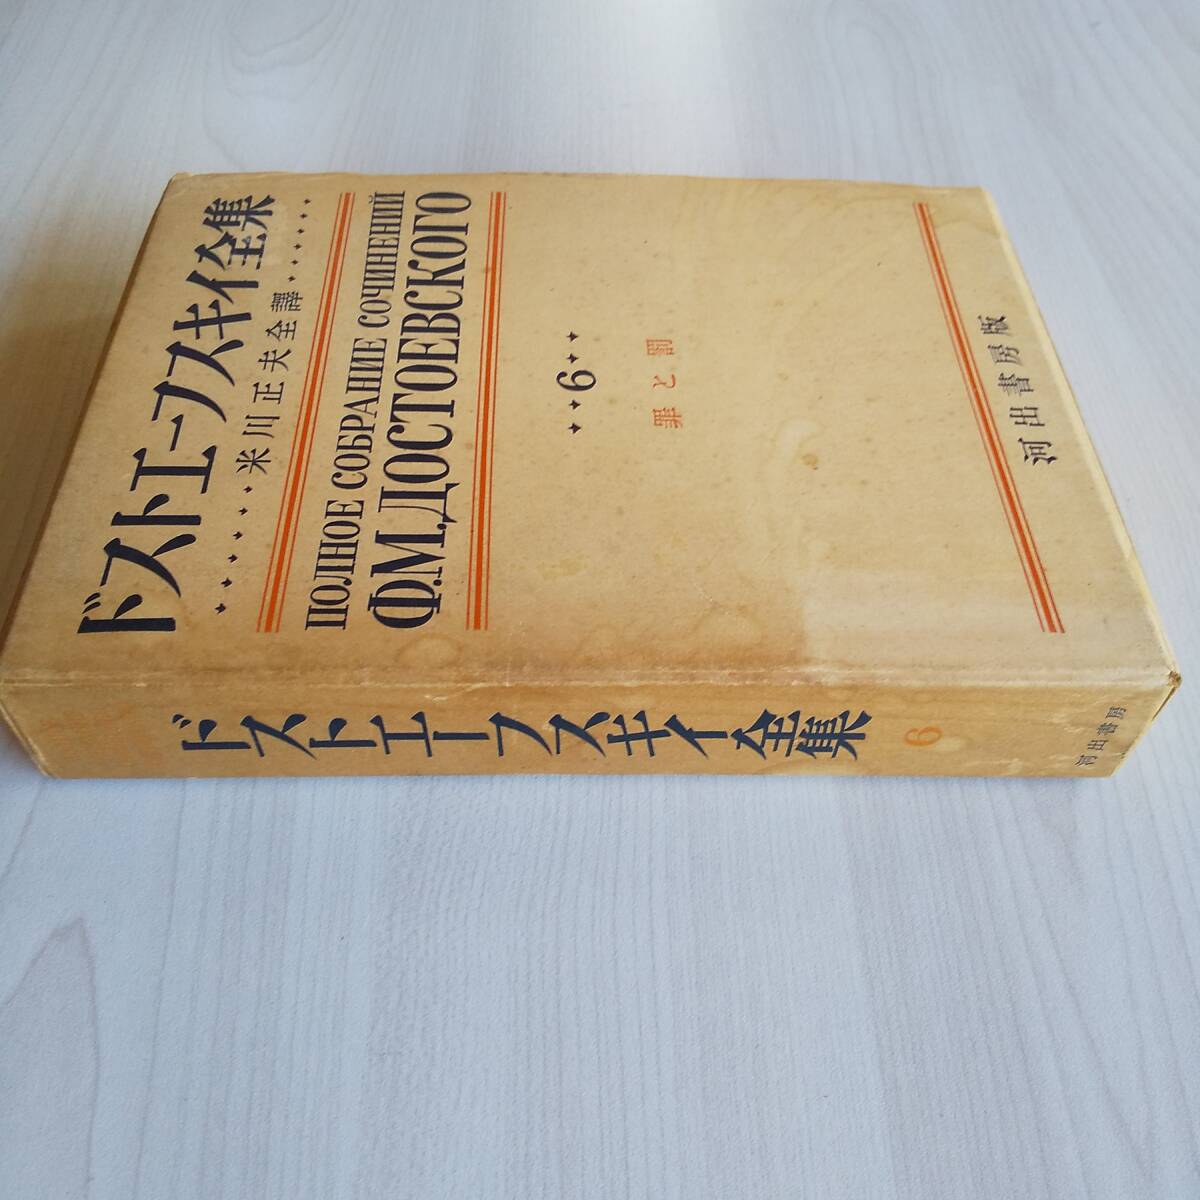 ドストエーフスキイ全集
米川正夫全譯
ПОЛНОЕ СОБРАНИЕ СОЧИНЕНИЙ
Ф.М.ДОСТОЕВСКОГО
6
罪と罰
河出書房版
ドストエーフスキイ全集 6 河出書房